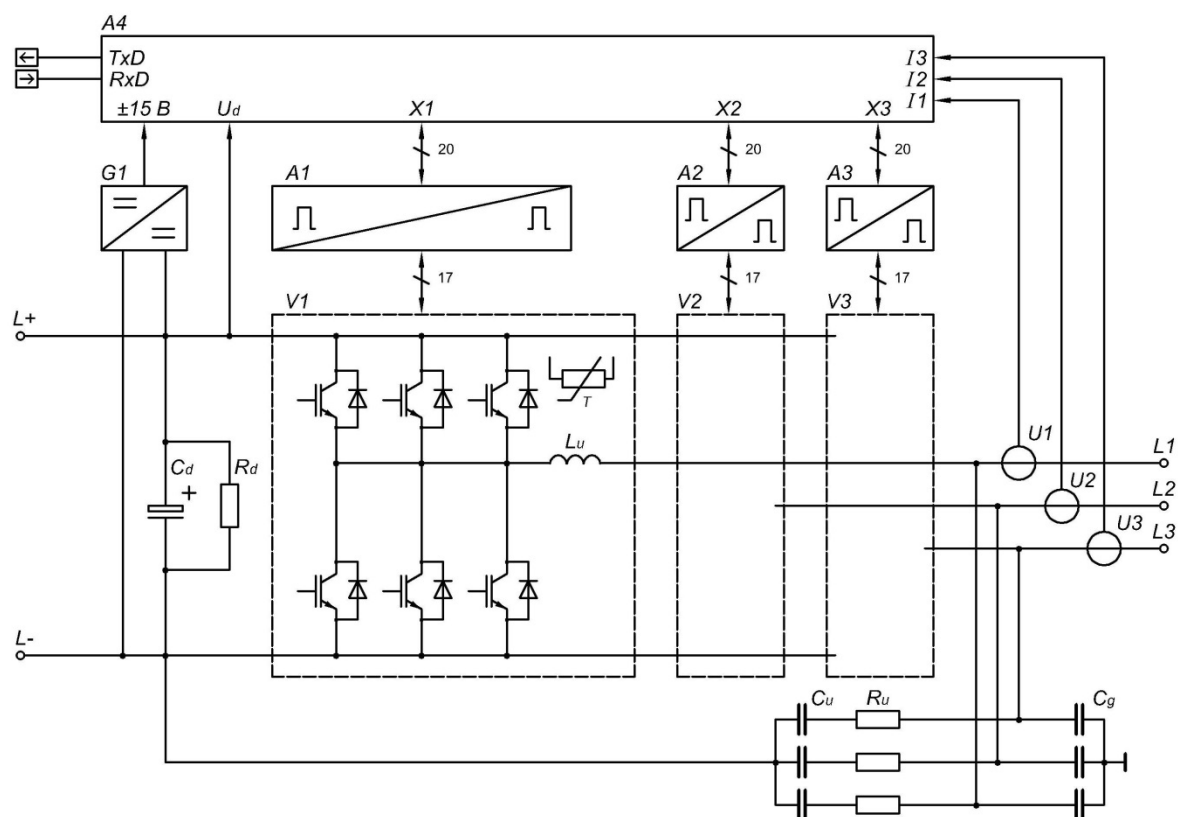 A4
TxD
RxD
I3
I2
I1
±15 В
Ud
X1
X2
X3
20
20
20
G1
A1
A2
A3
17
17
17
V1
V2
V3
L+
T
Lu
U1
L1
Cd
+
Rd
U2
L2
U3
L3
L-
Cu
Ru
Cg